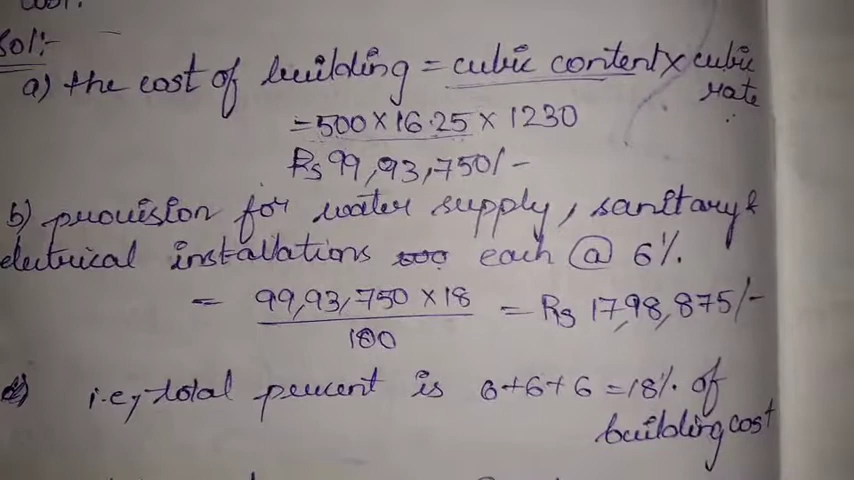 Sol:-
a) the cost of building = cubic content x cubic rate
= 500 x 16.25 x 1230
Rs 99,93,750/-
b) provision for water supply, sanitary &
electrical installations each @ 6%.
= 99,93,750 x 18 / 100 = Rs 17,98,875/-
i.e, total percent is 6+6+6 = 18% of
building cost